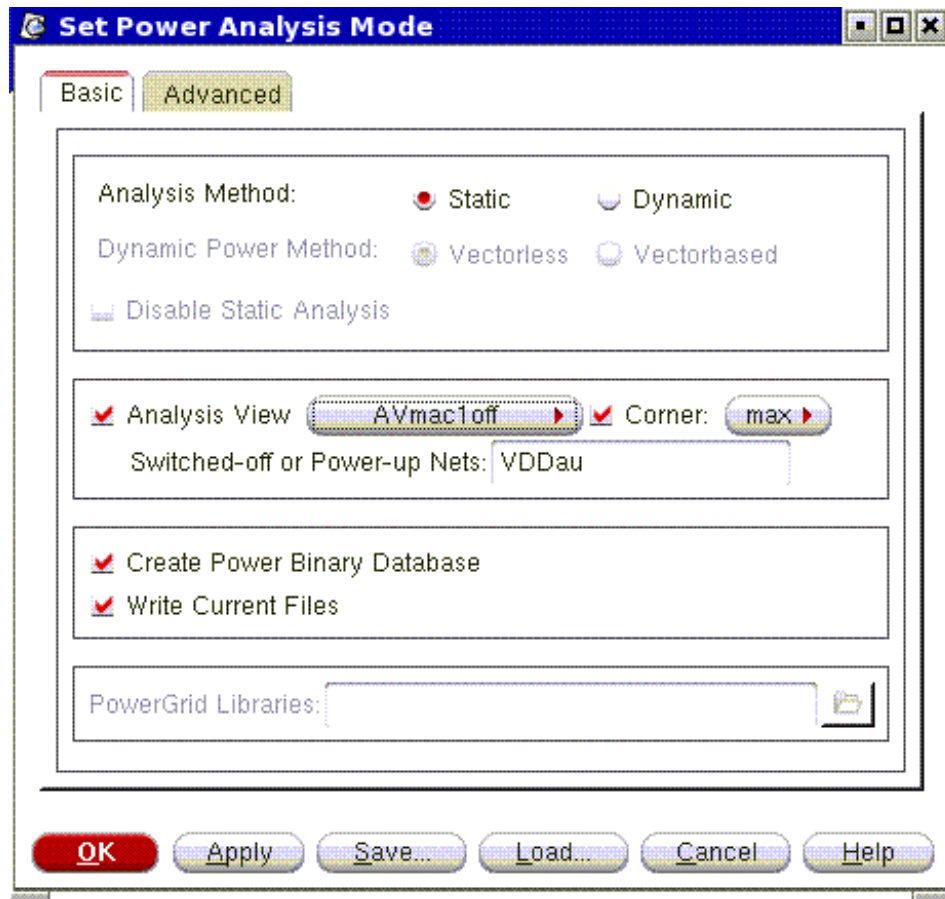 Set Power Analysis Mode
Basic Advanced
Analysis Method: Static Dynamic
Dynamic Power Method: Vectorless Vectorbased
Disable Static Analysis
Analysis View AVmac1off Corner: max
Switched-off or Power-up Nets: VDDau
Create Power Binary Database
Write Current Files
PowerGrid Libraries:
OK Apply Save... Load... Cancel Help